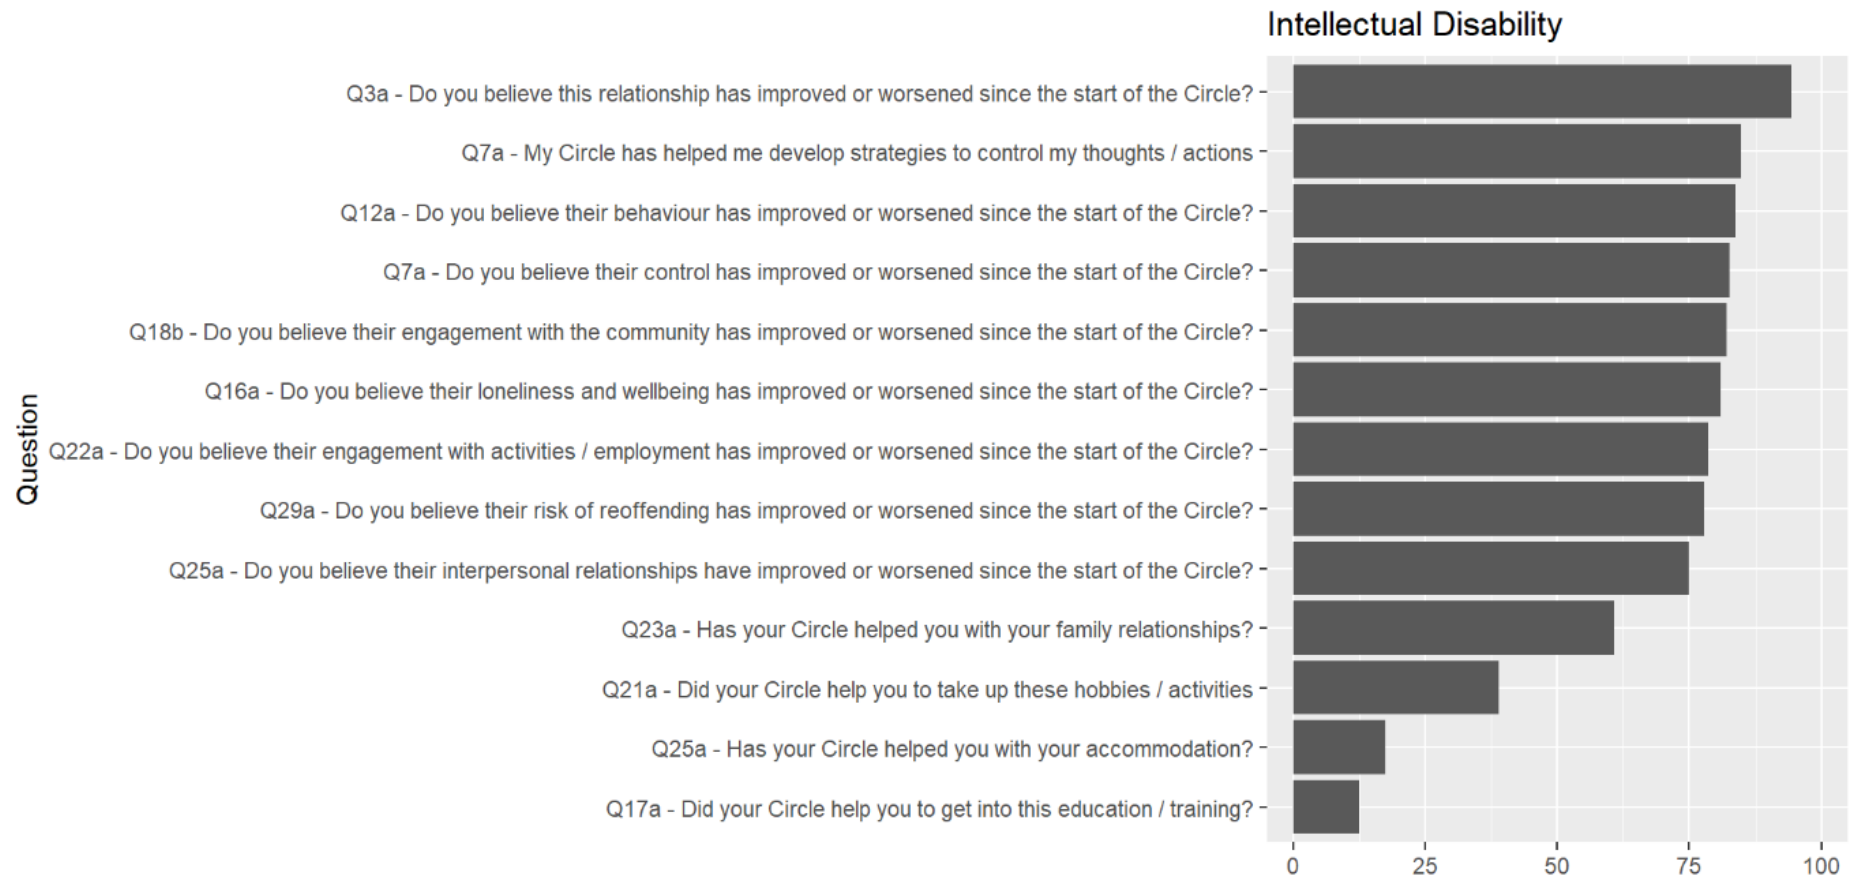 Intellectual Disability
Q3a - Do you believe this relationship has improved or worsened since the start of the Circle?
Q7a - My Circle has helped me develop strategies to control my thoughts / actions
Q12a - Do you believe their behaviour has improved or worsened since the start of the Circle?
Q7a - Do you believe their control has improved or worsened since the start of the Circle?
Q18b - Do you believe their engagement with the community has improved or worsened since the start of the Circle?
Q16a - Do you believe their loneliness and wellbeing has improved or worsened since the start of the Circle?
Q22a - Do you believe their engagement with activities / employment has improved or worsened since the start of the Circle?
Q29a - Do you believe their risk of reoffending has improved or worsened since the start of the Circle?
Q25a - Do you believe their interpersonal relationships have improved or worsened since the start of the Circle?
Q23a - Has your Circle helped you with your family relationships?
Q21a - Did your Circle help you to take up these hobbies / activities
Q25a - Has your Circle helped you with your accommodation?
Q17a - Did your Circle help you to get into this education / training?
Question
0 25 50 75 100